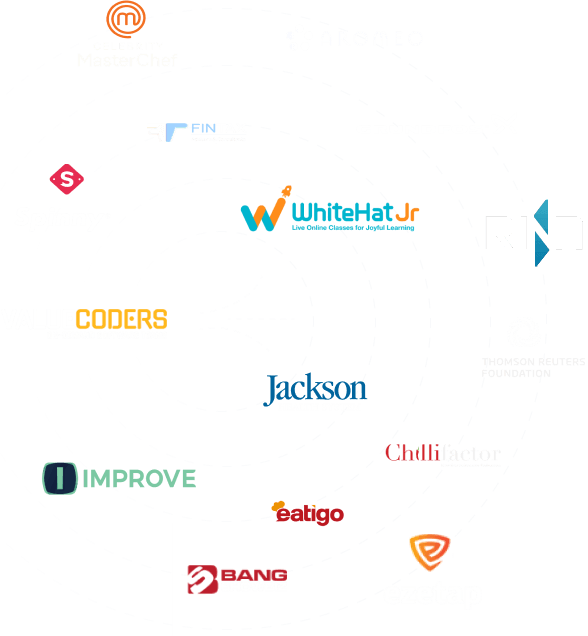 MasterChef
FIN
S
WHiTEHAT JR
Live Online Classes for Joyful Learning
CODERS
THOMSON REUTERS
FOUNDATION
Jackson
Chillifactor
I IMPROVE
eatigo
BANG